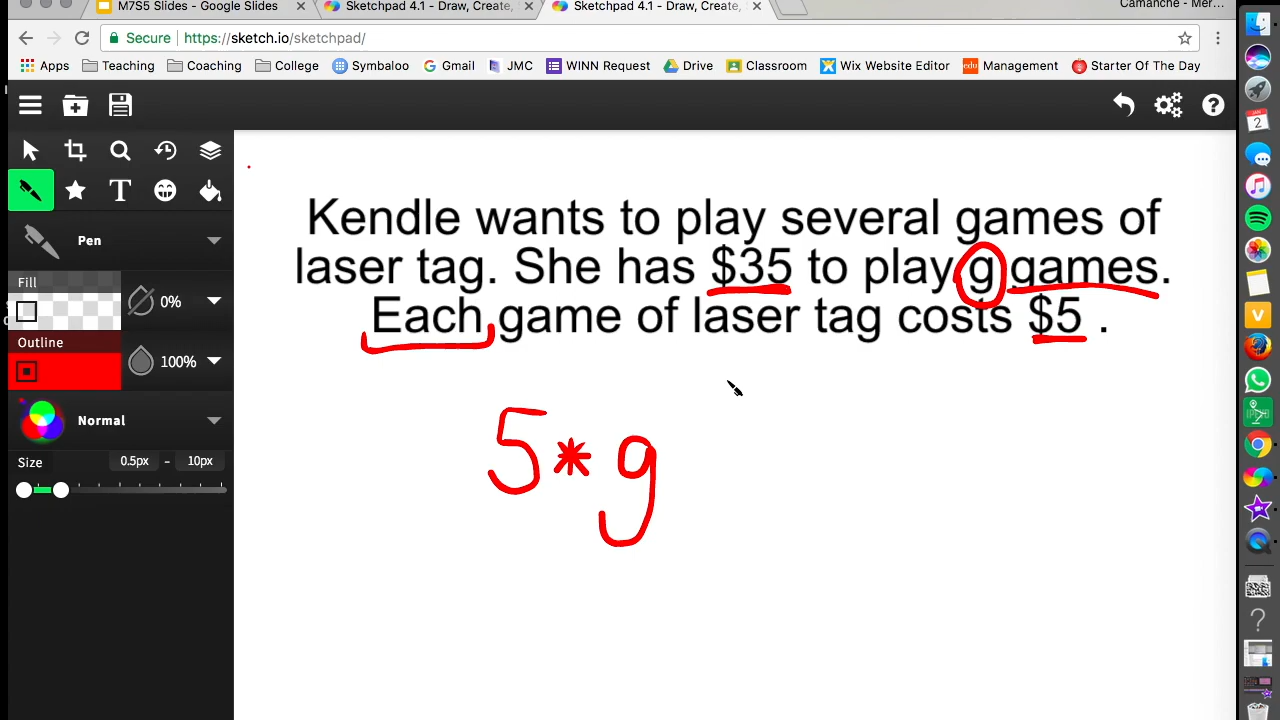 M7S5 Slides - Google Slides × Sketchpad 4.1 - Draw, Create, × Sketchpad 4.1 - Draw, Create, × Camanche - Mer...
Secure https://sketch.io/sketchpad/
Apps Teaching Coaching College Symbaloo Gmail JMC WINN Request Drive Classroom Wix Website Editor edu Management Starter Of The Day
JAN
2
Pen
Fill
0%
Outline
100%
Normal
Size 0.5px - 10px
Kendle wants to play several games of
laser tag. She has $35 to play g games.
Each game of laser tag costs $5 .
5 * g